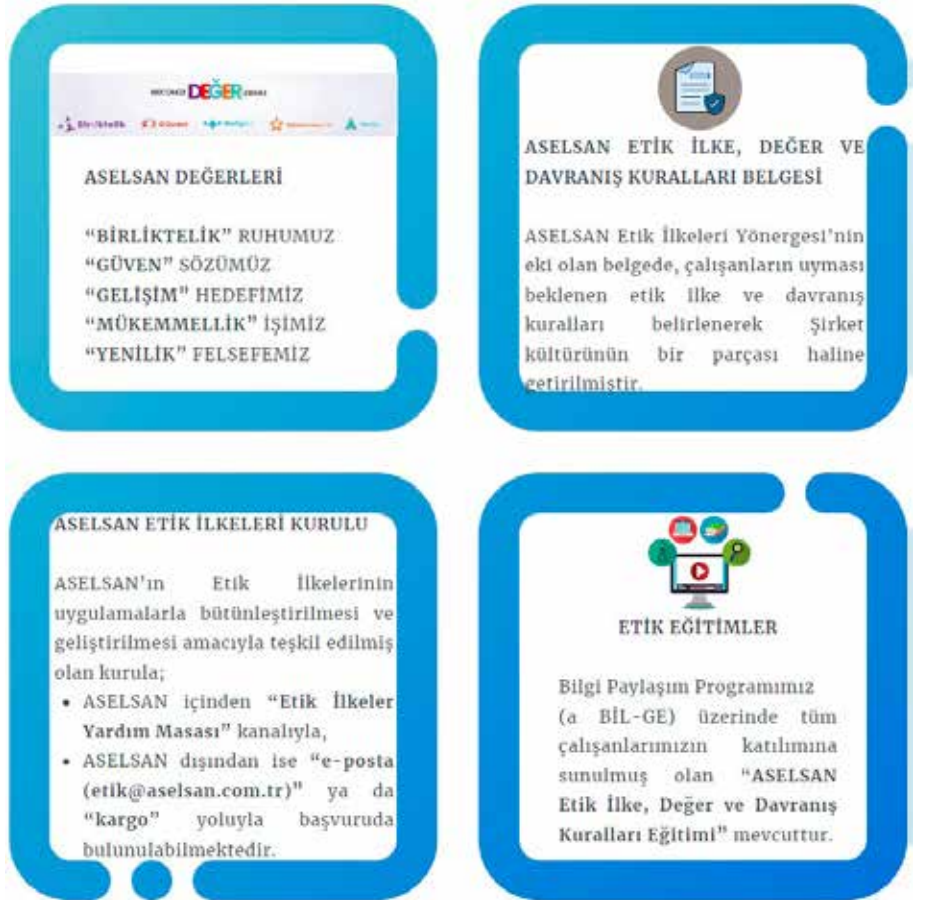 DEĞER
Birliktelik Güven
ASELSAN DEĞERLERİ
“BİRLİKTELİK” RUHUMUZ
“GÜVEN” SÖZÜMÜZ
“GELİŞİM” HEDEFİMİZ
“MÜKEMMELLİK” İŞİMİZ
“YENİLİK” FELSEFEMİZ
ASELSAN ETİK İLKE, DEĞER VE
DAVRANIŞ KURALLARI BELGESİ
ASELSAN Etik İlkeleri Yönergesi’nin
eki olan belgede, çalışanların uyması
beklenen etik ilke ve davranış
kuralları belirlenerek Şirket
kültürünün bir parçası haline
getirilmiştir.
ASELSAN ETİK İLKELERİ KURULU
ASELSAN’ın Etik İlkelerinin
uygulamalarla bütünleştirilmesi ve
geliştirilmesi amacıyla teşkil edilmiş
olan kurula;
• ASELSAN içinden “Etik İlkeler
Yardım Masası” kanalıyla,
• ASELSAN dışından ise “e-posta
(etik@aselsan.com.tr)” ya da
“kargo” yoluyla başvuruda
bulunulabilmektedir.
ETİK EĞİTİMLER
Bilgi Paylaşım Programımız
(a BİL-GE) üzerinde tüm
çalışanlarımızın katılımına
sunulmuş olan “ASELSAN
Etik İlke, Değer ve Davranış
Kuralları Eğitimi” mevcuttur.